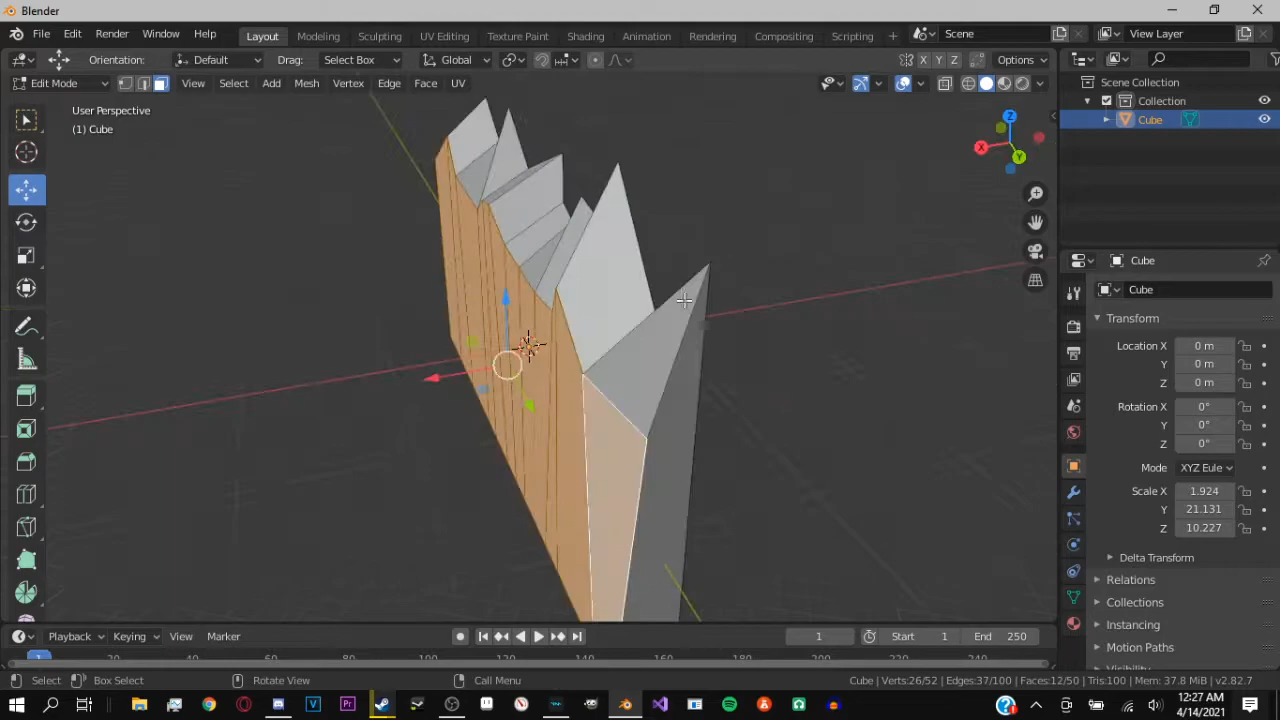 Blender
File Edit Render Window Help Layout Modeling Sculpting UV Editing Texture Paint Shading Animation Rendering Compositing Scripting + Scene View Layer
Orientation: Default Drag: Select Box Global X Y Z Options
Edit Mode View Select Add Mesh Vertex Edge Face UV
User Perspective
(1) Cube
Z
X
Y
Scene Collection
Collection
Cube
Cube
Cube
Transform
Location X 0 m
Y 0 m
Z 0 m
Rotation X 0°
Y 0°
Z 0°
Mode XYZ Eule
Scale X 1.924
Y 21.131
Z 10.227
Delta Transform
Relations
Collections
Instancing
Motion Paths
Playback Keying View Marker 1 Start 1 End 250
Select Box Select Rotate View Call Menu Cube | Verts:26/52 | Edges:37/100 | Faces:12/50 | Tris:100 | Mem: 37.8 MiB | v2.82.7
12:27 AM
4/14/2021